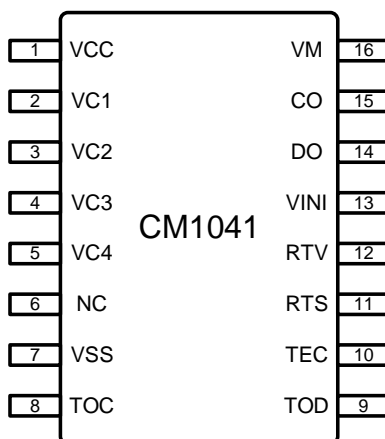 1 VCC VM 16
2 VC1 CO 15
3 VC2 DO 14
4 VC3 VINI 13
CM1041
5 VC4 RTV 12
6 NC RTS 11
7 VSS TEC 10
8 TOC TOD 9